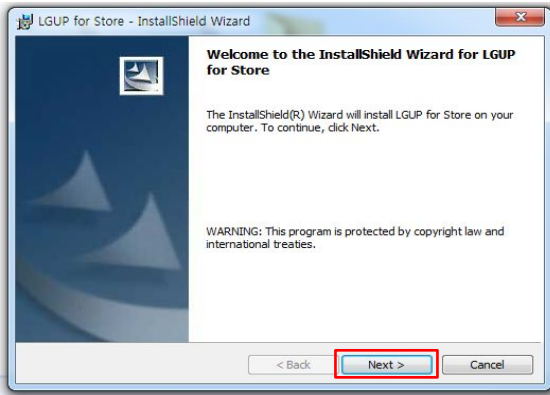 LGUP for Store - InstallShield Wizard
Welcome to the InstallShield Wizard for LGUP
for Store
The InstallShield(R) Wizard will install LGUP for Store on your
computer. To continue, click Next.
WARNING: This program is protected by copyright law and
international treaties.
< Back
Next >
Cancel